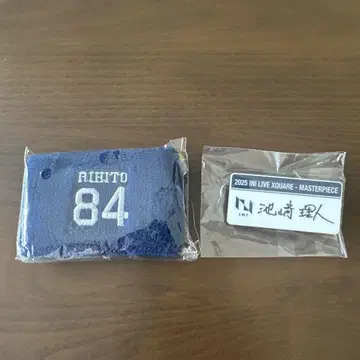 RIHITO
84
2025 INI LIVE XQUARE - MASTERPIECE
INI 池﨑理人